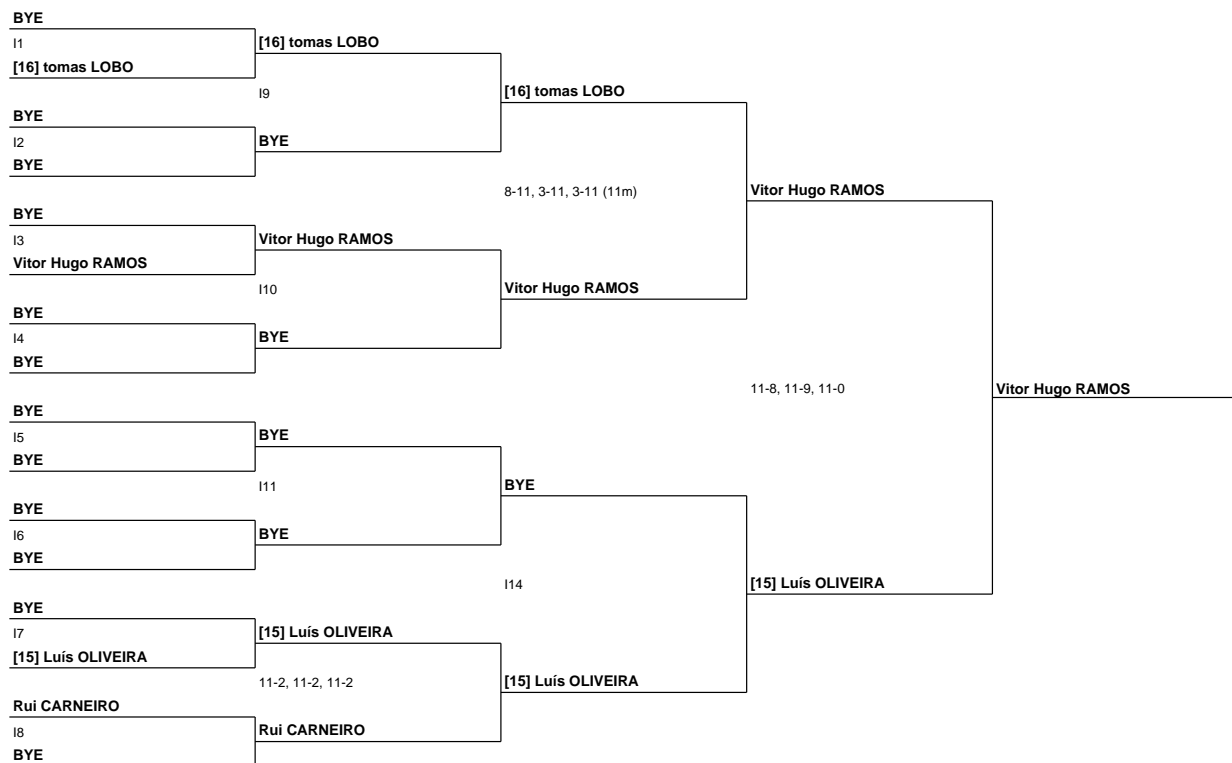 BYE
I1
[16] tomas LOBO
[16] tomas LOBO
I9
[16] tomas LOBO
BYE
I2
BYE
BYE
8-11, 3-11, 3-11 (11m)
Vitor Hugo RAMOS
BYE
I3
Vitor Hugo RAMOS
Vitor Hugo RAMOS
I10
Vitor Hugo RAMOS
BYE
I4
BYE
BYE
11-8, 11-9, 11-0
Vitor Hugo RAMOS
BYE
I5
BYE
BYE
I11
BYE
BYE
I6
BYE
BYE
I14
[15] Luís OLIVEIRA
BYE
I7
[15] Luís OLIVEIRA
[15] Luís OLIVEIRA
11-2, 11-2, 11-2
[15] Luís OLIVEIRA
Rui CARNEIRO
I8
BYE
Rui CARNEIRO